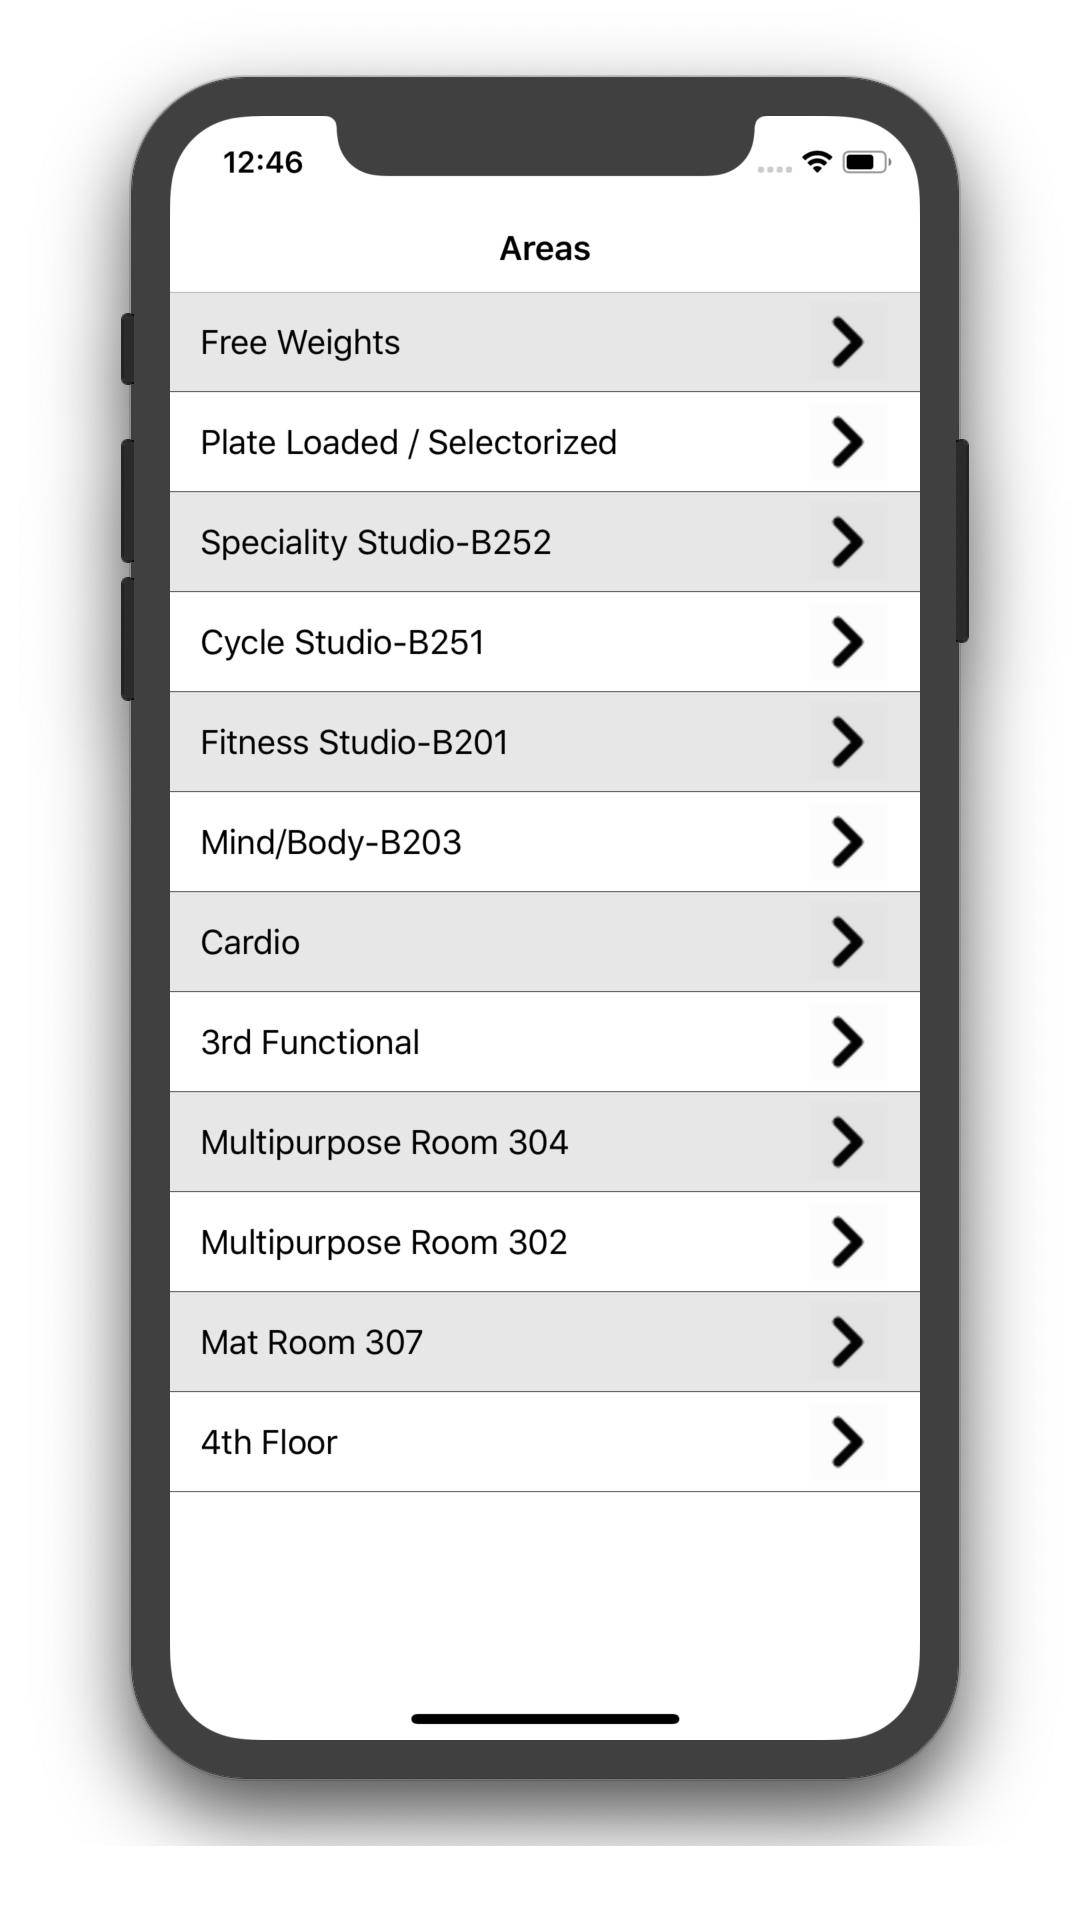 12:46
Areas
Free Weights
Plate Loaded / Selectorized
Speciality Studio-B252
Cycle Studio-B251
Fitness Studio-B201
Mind/Body-B203
Cardio
3rd Functional
Multipurpose Room 304
Multipurpose Room 302
Mat Room 307
4th Floor